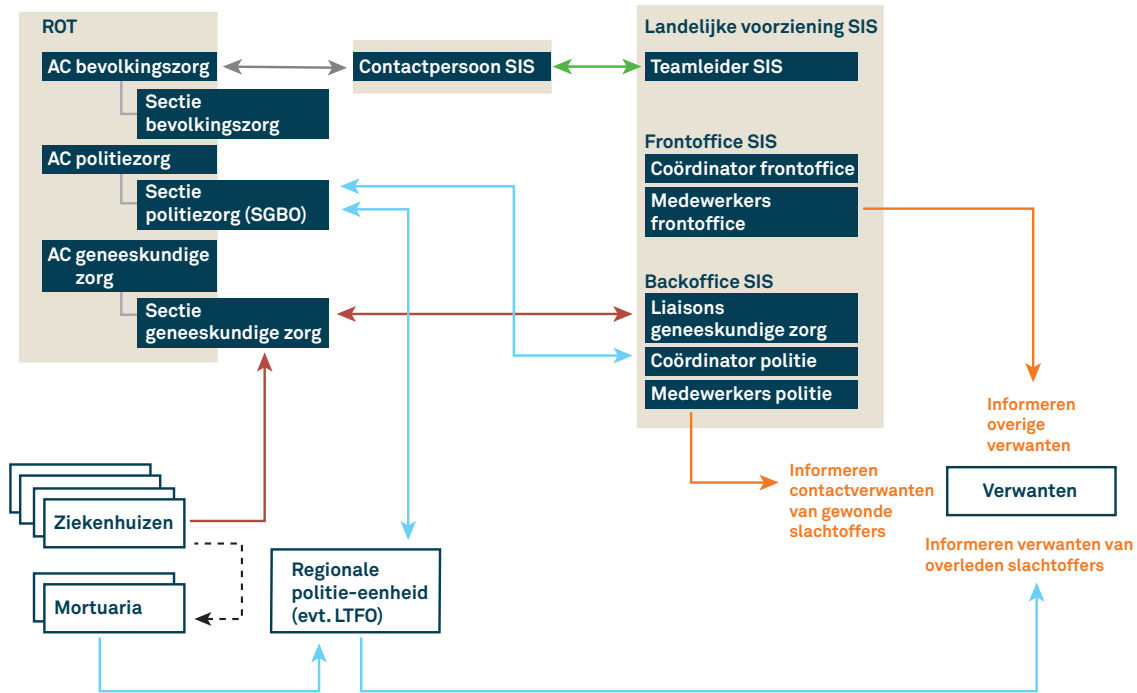 ROT
AC bevolkingszorg
Sectie
bevolkingszorg
AC politiezorg
Sectie
politiezorg (SGBO)
AC geneeskundige
zorg
Sectie
geneeskundige zorg
Contactpersoon SIS
Landelijke voorziening SIS
Teamleider SIS
Frontoffice SIS
Coördinator frontoffice
Medewerkers
frontoffice
Backoffice SIS
Liaisons
geneeskundige zorg
Coördinator politie
Medewerkers politie
Informeren
overige
verwanten
Informeren
contactverwanten
van gewonde
slachtoffers
Verwanten
Informeren verwanten van
overleden slachtoffers
Ziekenhuizen
Mortuaria
Regionale
politie-eenheid
(evt. LTFO)